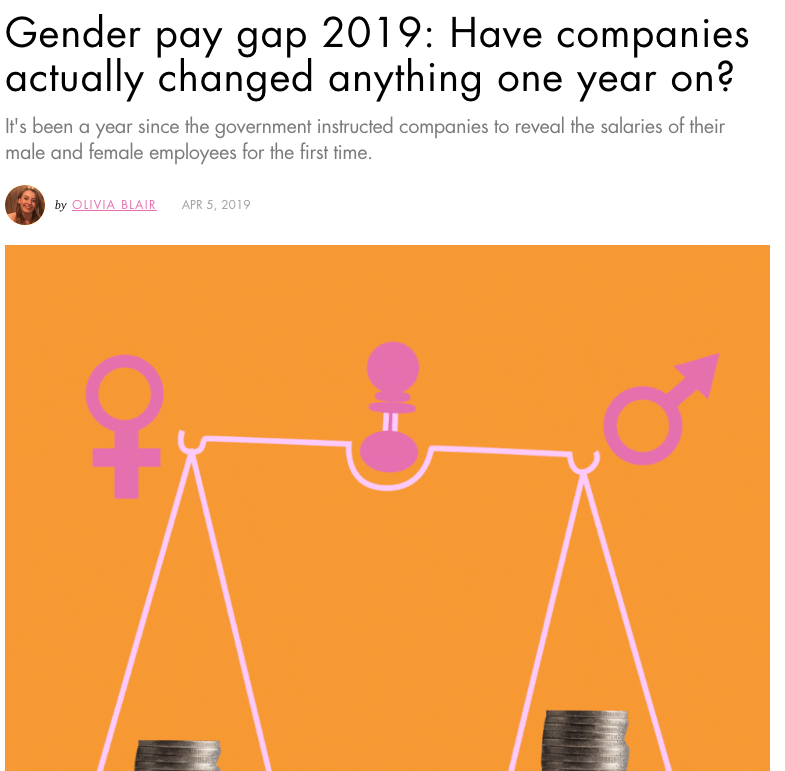 Gender pay gap 2019: Have companies
actually changed anything one year on?
It's been a year since the government instructed companies to reveal the salaries of their
male and female employees for the first time.
by OLIVIA BLAIR APR 5, 2019